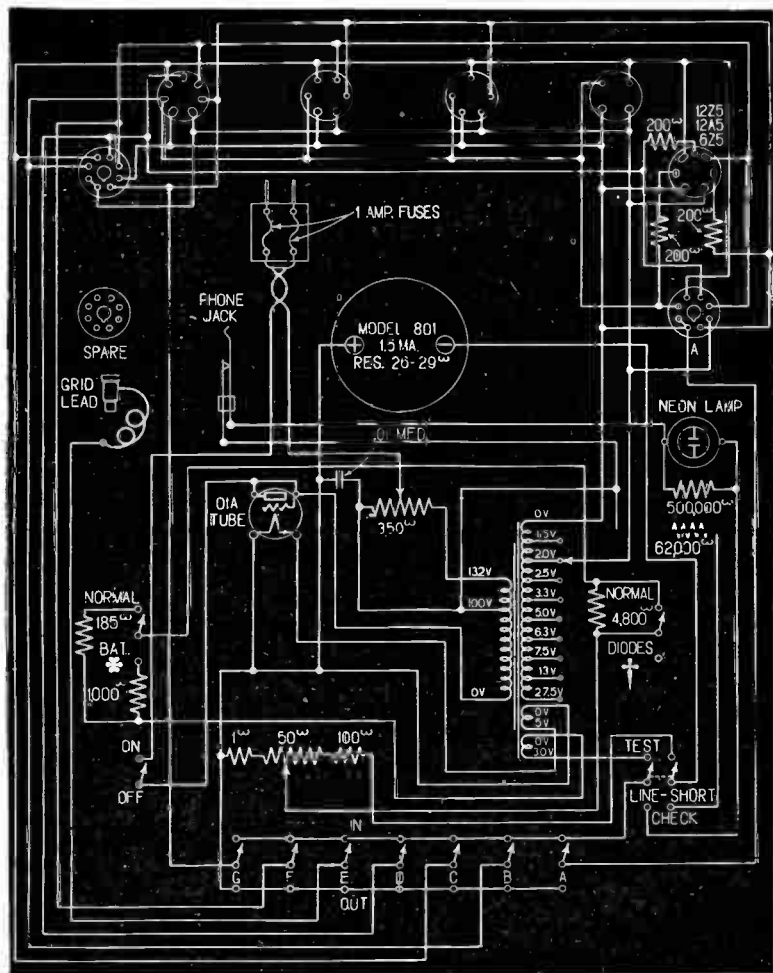 12Z5
12A5
6Z5
200ω
200ω
200ω
1 AMP. FUSES
PHONE
JACK
MODEL 801
1.5 MA.
RES. 26-29ω
+
−
A
SPARE
GRID
LEAD
NEON LAMP
.01 MFD.
01A
TUBE
350ω
500,000ω
62,000ω
0V
1.5V
2.0V
2.5V
3.3V
5.0V
6.3V
7.5V
13V
27.5V
0V
5V
0V
30V
132V
100V
0V
NORMAL
185ω
BAT.
1000ω
NORMAL
4,800ω
DIODES
ON
OFF
1ω 50ω 100ω
TEST
LINE-SHORT
CHECK
IN
G F E D C B A
OUT